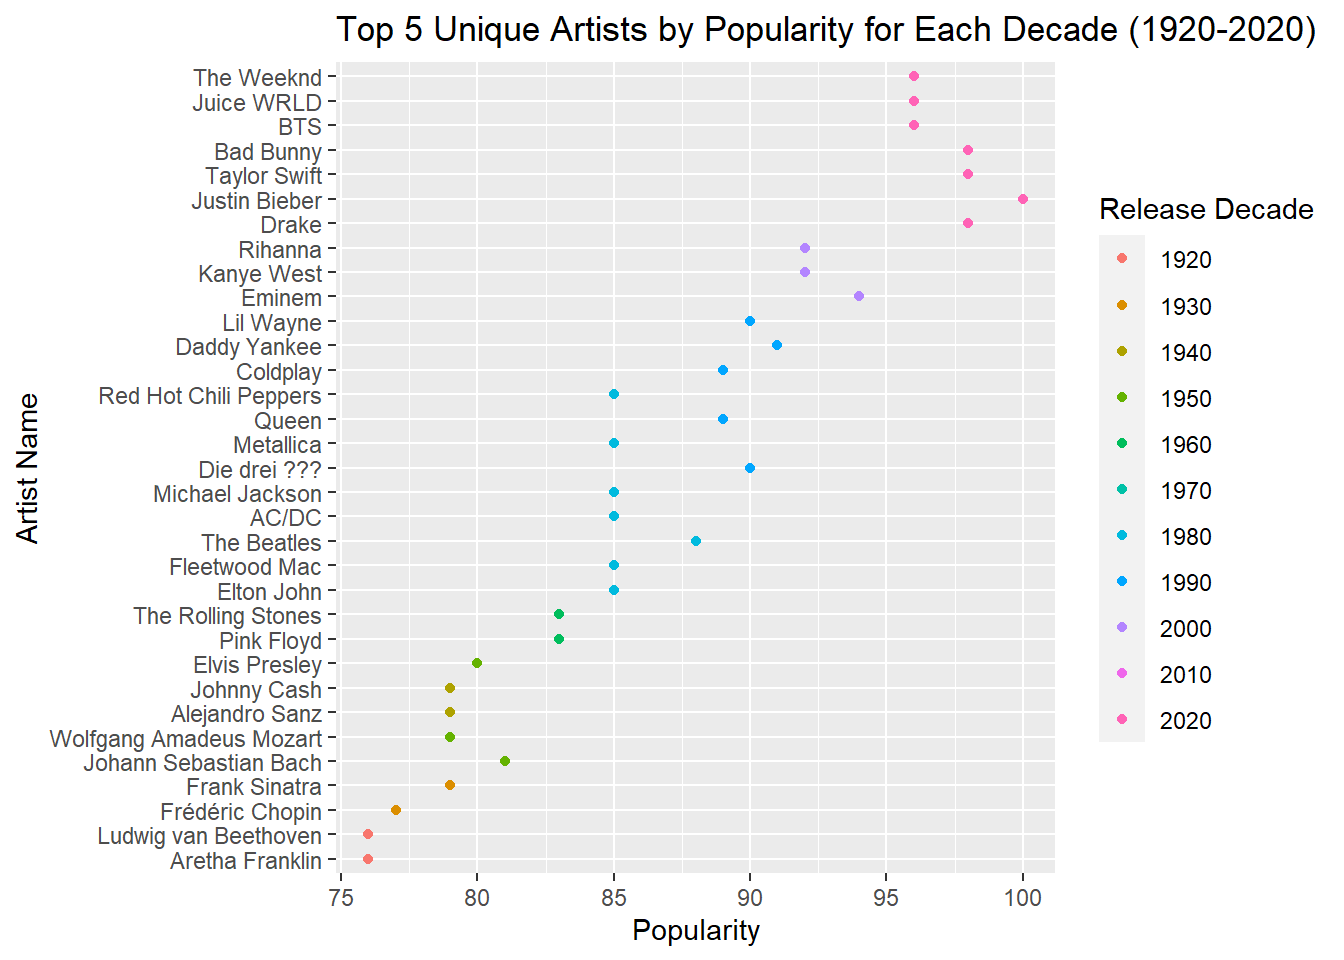 Top 5 Unique Artists by Popularity for Each Decade (1920-2020)
Artist Name
The Weeknd
Juice WRLD
BTS
Bad Bunny
Taylor Swift
Justin Bieber
Drake
Rihanna
Kanye West
Eminem
Lil Wayne
Daddy Yankee
Coldplay
Red Hot Chili Peppers
Queen
Metallica
Die drei ???
Michael Jackson
AC/DC
The Beatles
Fleetwood Mac
Elton John
The Rolling Stones
Pink Floyd
Elvis Presley
Johnny Cash
Alejandro Sanz
Wolfgang Amadeus Mozart
Johann Sebastian Bach
Frank Sinatra
Frédéric Chopin
Ludwig van Beethoven
Aretha Franklin
75 80 85 90 95 100
Popularity
Release Decade
1920
1930
1940
1950
1960
1970
1980
1990
2000
2010
2020